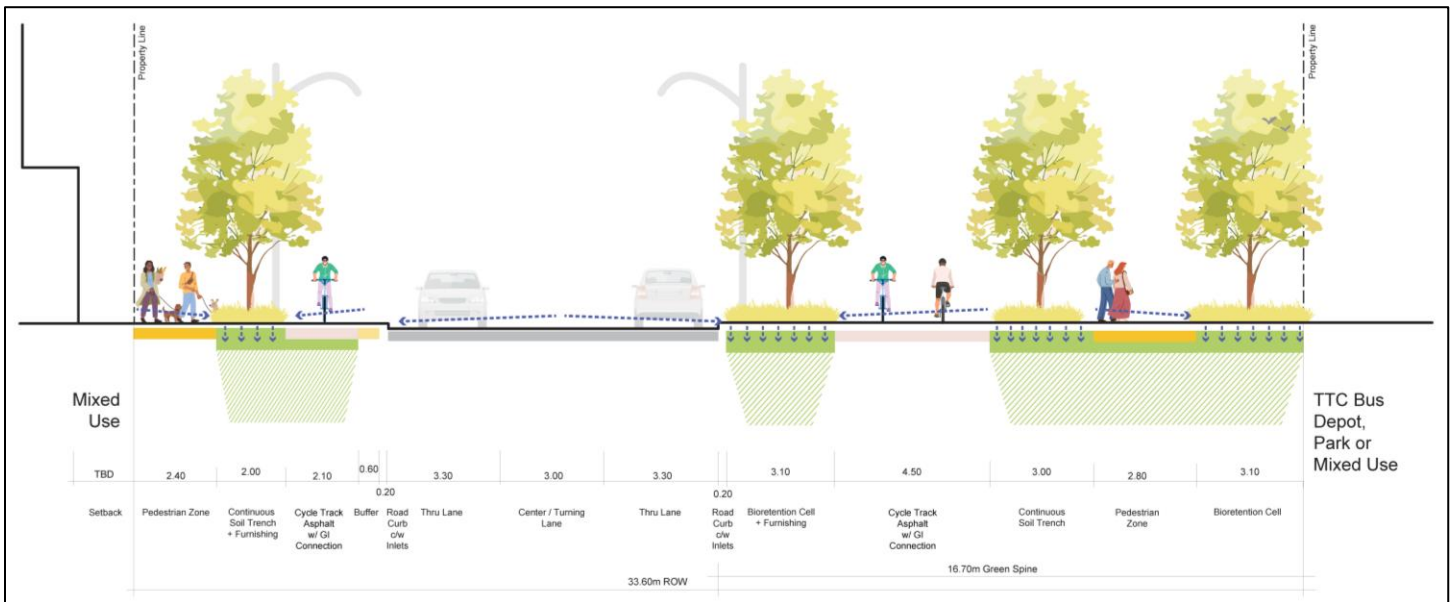 Property Line
Property Line
Mixed
Use
TTC Bus
Depot,
Park or
Mixed Use
TBD
2.40
2.00
2.10
0.60
0.20
3.30
3.00
3.30
0.20
3.10
4.50
3.00
2.80
3.10
Setback
Pedestrian Zone
Continuous
Soil Trench
+ Furnishing
Cycle Track
Asphalt
w/ GI
Connection
Buffer
Road
Curb
c/w
Inlets
Thru Lane
Center / Turning
Lane
Thru Lane
Road
Curb
c/w
Inlets
Bioretention Cell
+ Furnishing
Cycle Track
Asphalt
w/ GI
Connection
Continuous
Soil Trench
Pedestrian
Zone
Bioretention Cell
16.70m Green Spine
33.60m ROW